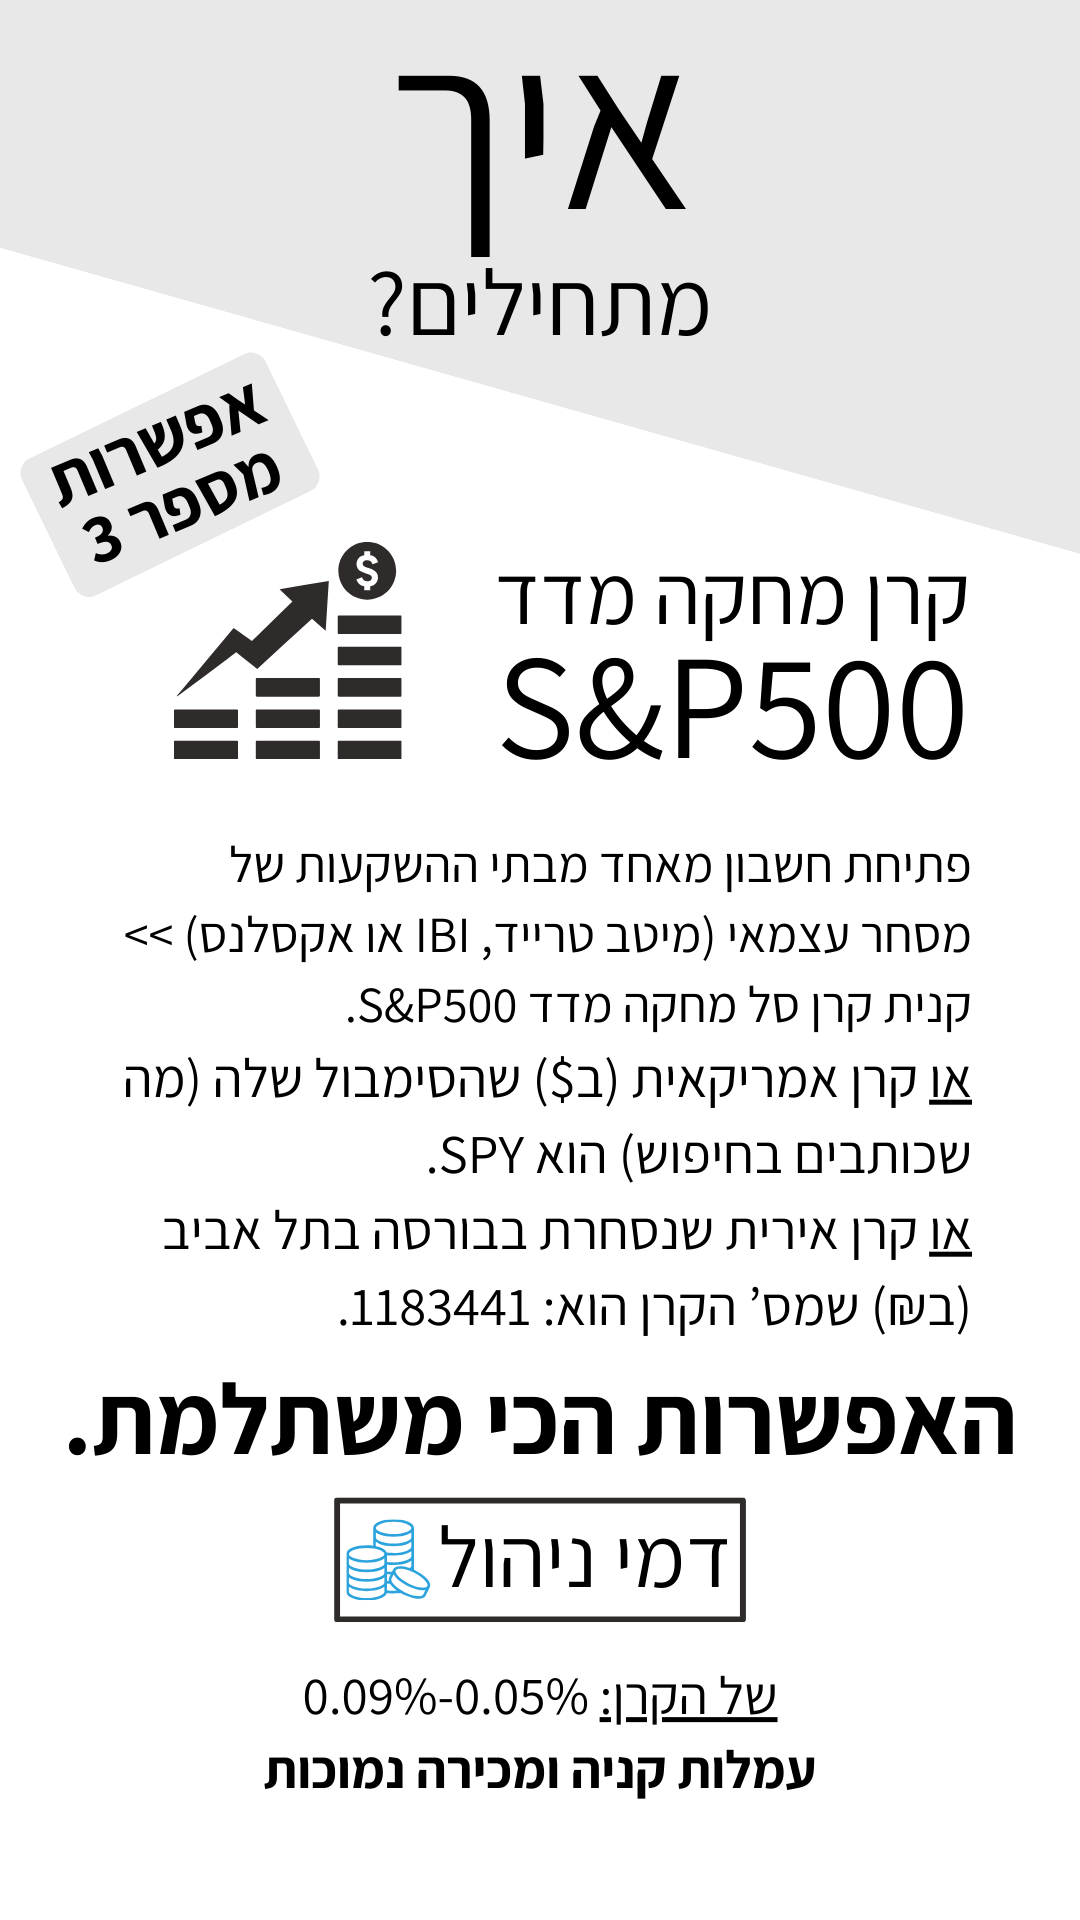 איך
מתחילים?
אפשרות
מספר 3
$
קרן מחקה מדד
S&P500
פתיחת חשבון מאחד מבתי ההשקעות של
מסחר עצמאי (מיטב טרייד, IBI או אקסלנס) >>
קנית קרן סל מחקה מדד S&P500.
או קרן אמריקאית (ב$) שהסימבול שלה (מה
שכותבים בחיפוש) הוא SPY.
או קרן אירית שנסחרת בבורסה בתל אביב
(ב₪) שמס’ הקרן הוא: 1183441.
האפשרות הכי משתלמת.
דמי ניהול
של הקרן: 0.09%-0.05%
עמלות קניה ומכירה נמוכות